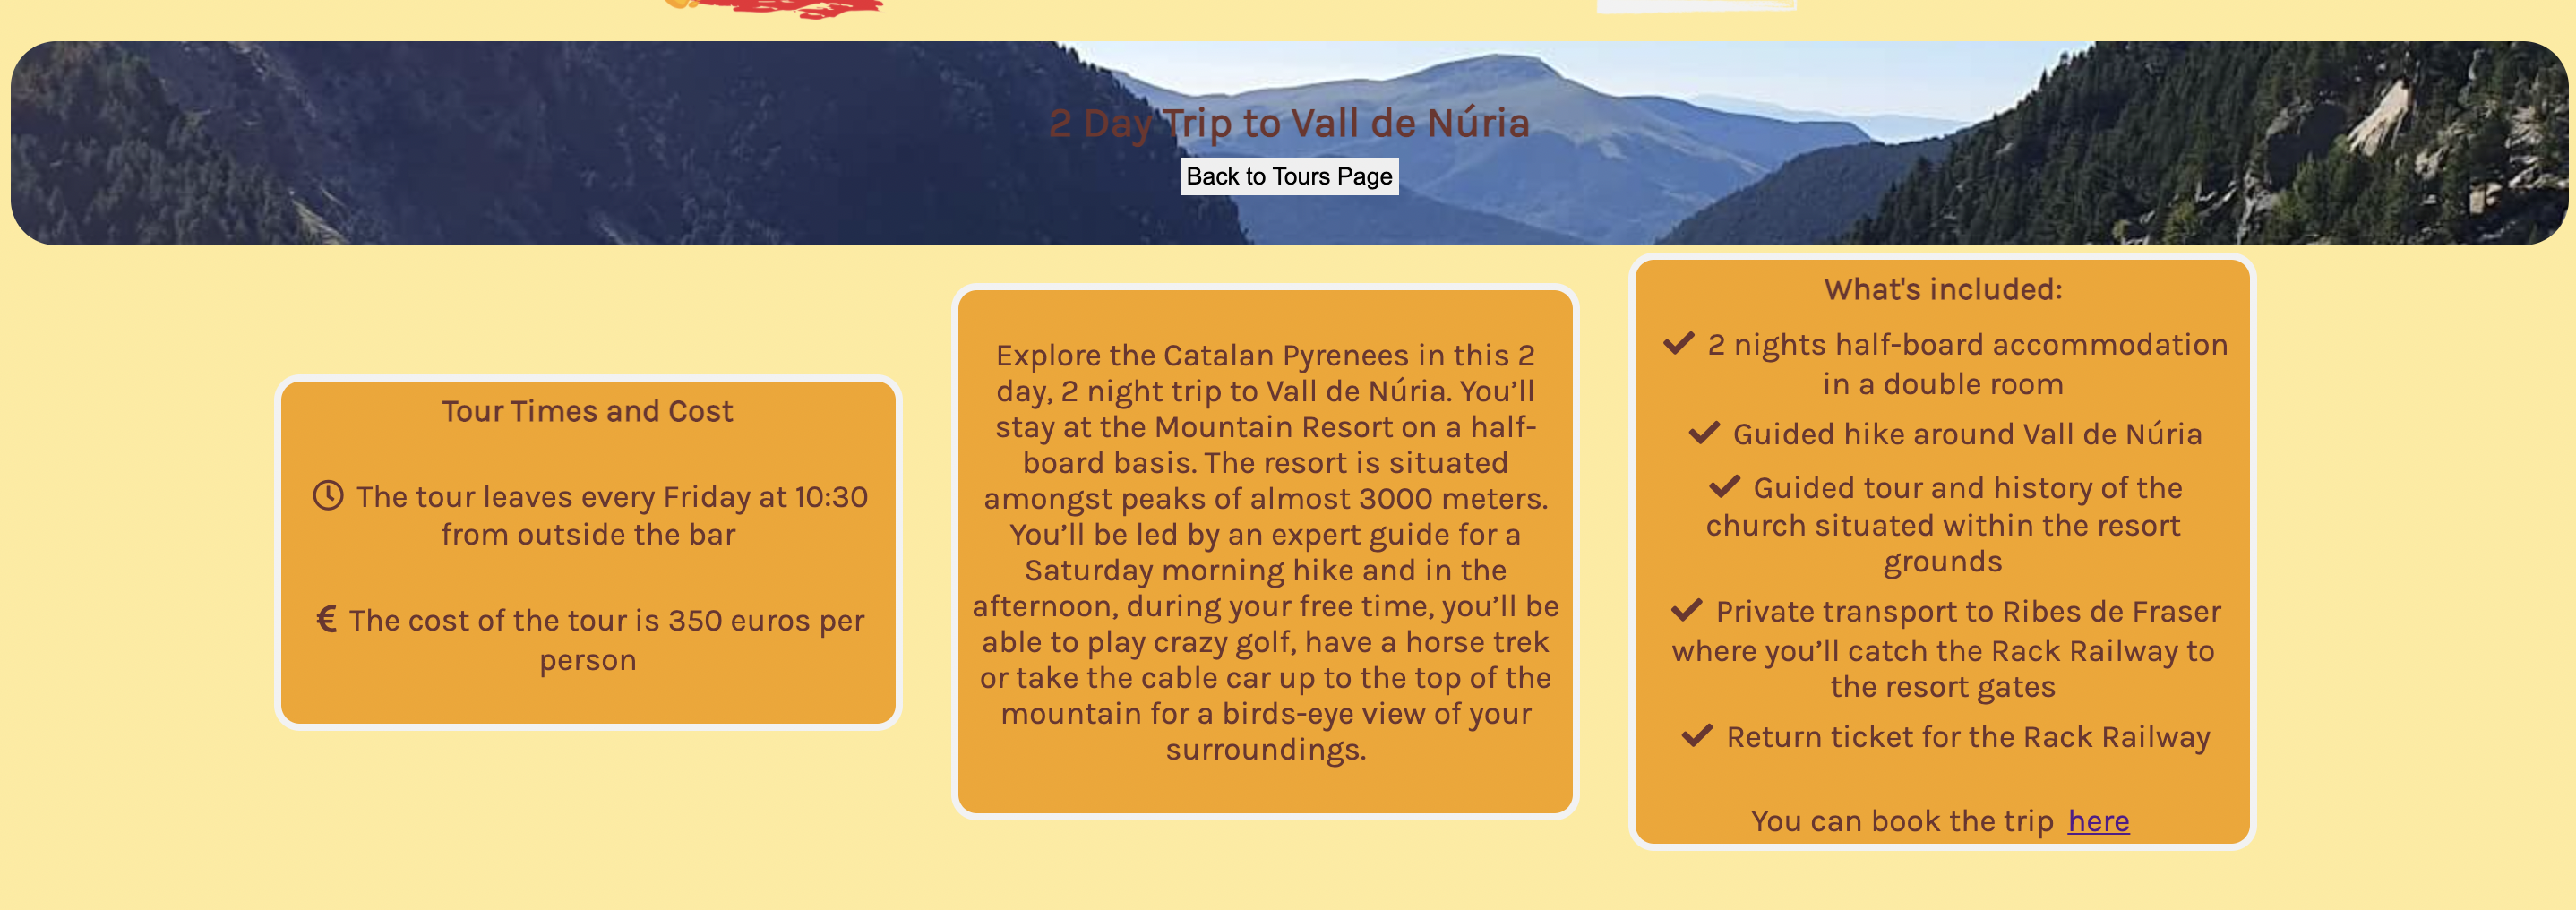 2 Day Trip to Vall de Núria
Back to Tours Page
Tour Times and Cost
The tour leaves every Friday at 10:30
from outside the bar
€ The cost of the tour is 350 euros per
person
Explore the Catalan Pyrenees in this 2
day, 2 night trip to Vall de Núria. You’ll
stay at the Mountain Resort on a half-
board basis. The resort is situated
amongst peaks of almost 3000 meters.
You’ll be led by an expert guide for a
Saturday morning hike and in the
afternoon, during your free time, you’ll be
able to play crazy golf, have a horse trek
or take the cable car up to the top of the
mountain for a birds-eye view of your
surroundings.
What's included:
2 nights half-board accommodation
in a double room
Guided hike around Vall de Núria
Guided tour and history of the
church situated within the resort
grounds
Private transport to Ribes de Fraser
where you’ll catch the Rack Railway to
the resort gates
Return ticket for the Rack Railway
You can book the trip here